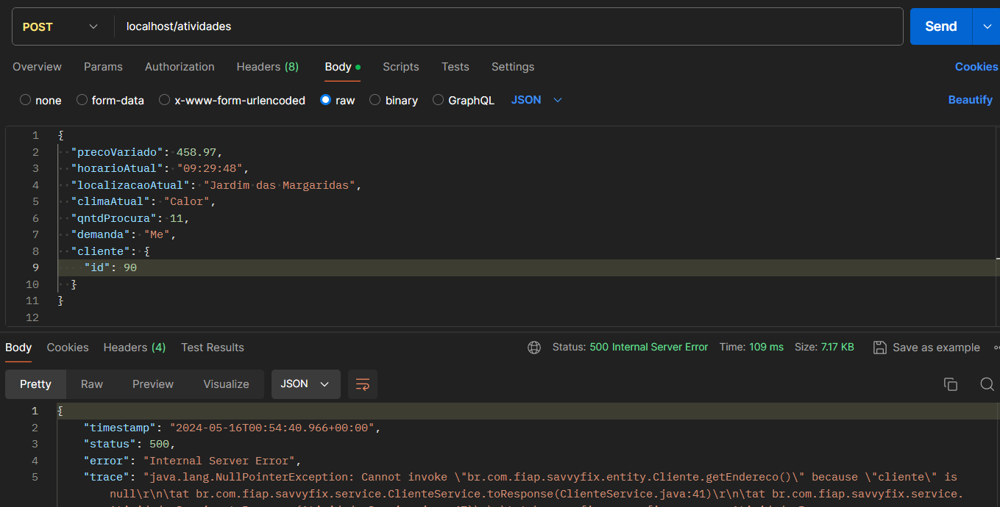 POST localhost/atividades Send
Overview Params Authorization Headers (8) Body Scripts Tests Settings Cookies
none form-data x-www-form-urlencoded raw binary GraphQL JSON Beautify
1 {
2 "precoVariado": 458.97,
3 "horarioAtual": "09:29:48",
4 "localizacaoAtual": "Jardim das Margaridas",
5 "climaAtual": "Calor",
6 "qntdProcura": 11,
7 "demanda": "Me",
8 "cliente": {
9 "id": 90
10 }
11 }
12
Body Cookies Headers (4) Test Results Status: 500 Internal Server Error Time: 109 ms Size: 7.17 KB Save as example
Pretty Raw Preview Visualize JSON
1 {
2 "timestamp": "2024-05-16T00:54:40.966+00:00",
3 "status": 500,
4 "error": "Internal Server Error",
5 "trace": "java.lang.NullPointerException: Cannot invoke \"br.com.fiap.savvyfix.entity.Cliente.getEndereco()\" because \"cliente\" is
null\r\n\tat br.com.fiap.savvyfix.service.ClienteService.toResponse(ClienteService.java:41)\r\n\tat br.com.fiap.savvyfix.service.